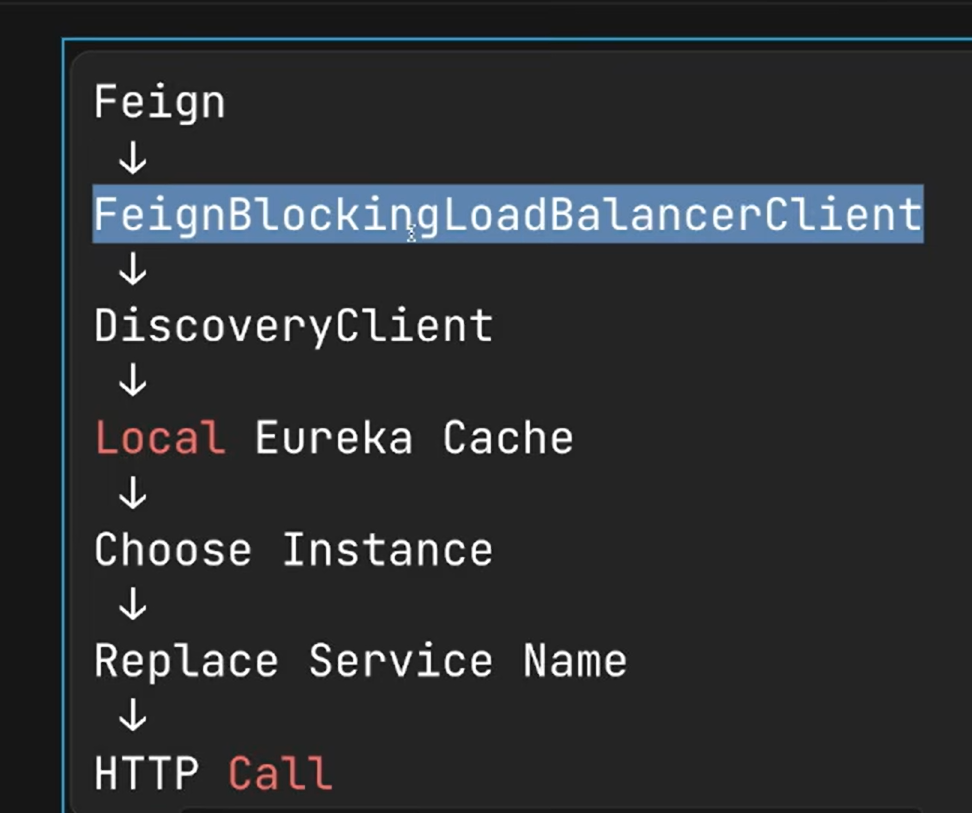 Feign
↓
FeignBlockingLoadBalancerClient
↓
DiscoveryClient
↓
Local Eureka Cache
↓
Choose Instance
↓
Replace Service Name
↓
HTTP Call